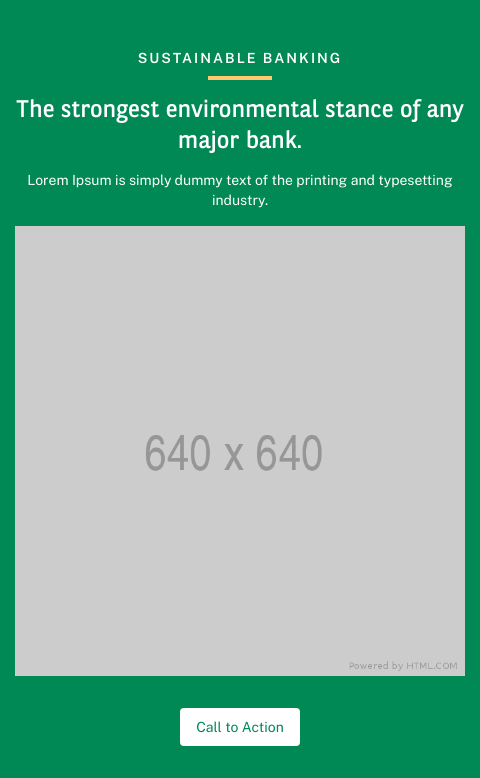 SUSTAINABLE BANKING
The strongest environmental stance of any
major bank.
Lorem Ipsum is simply dummy text of the printing and typesetting
industry.
640 x 640
Powered by HTML.COM
Call to Action